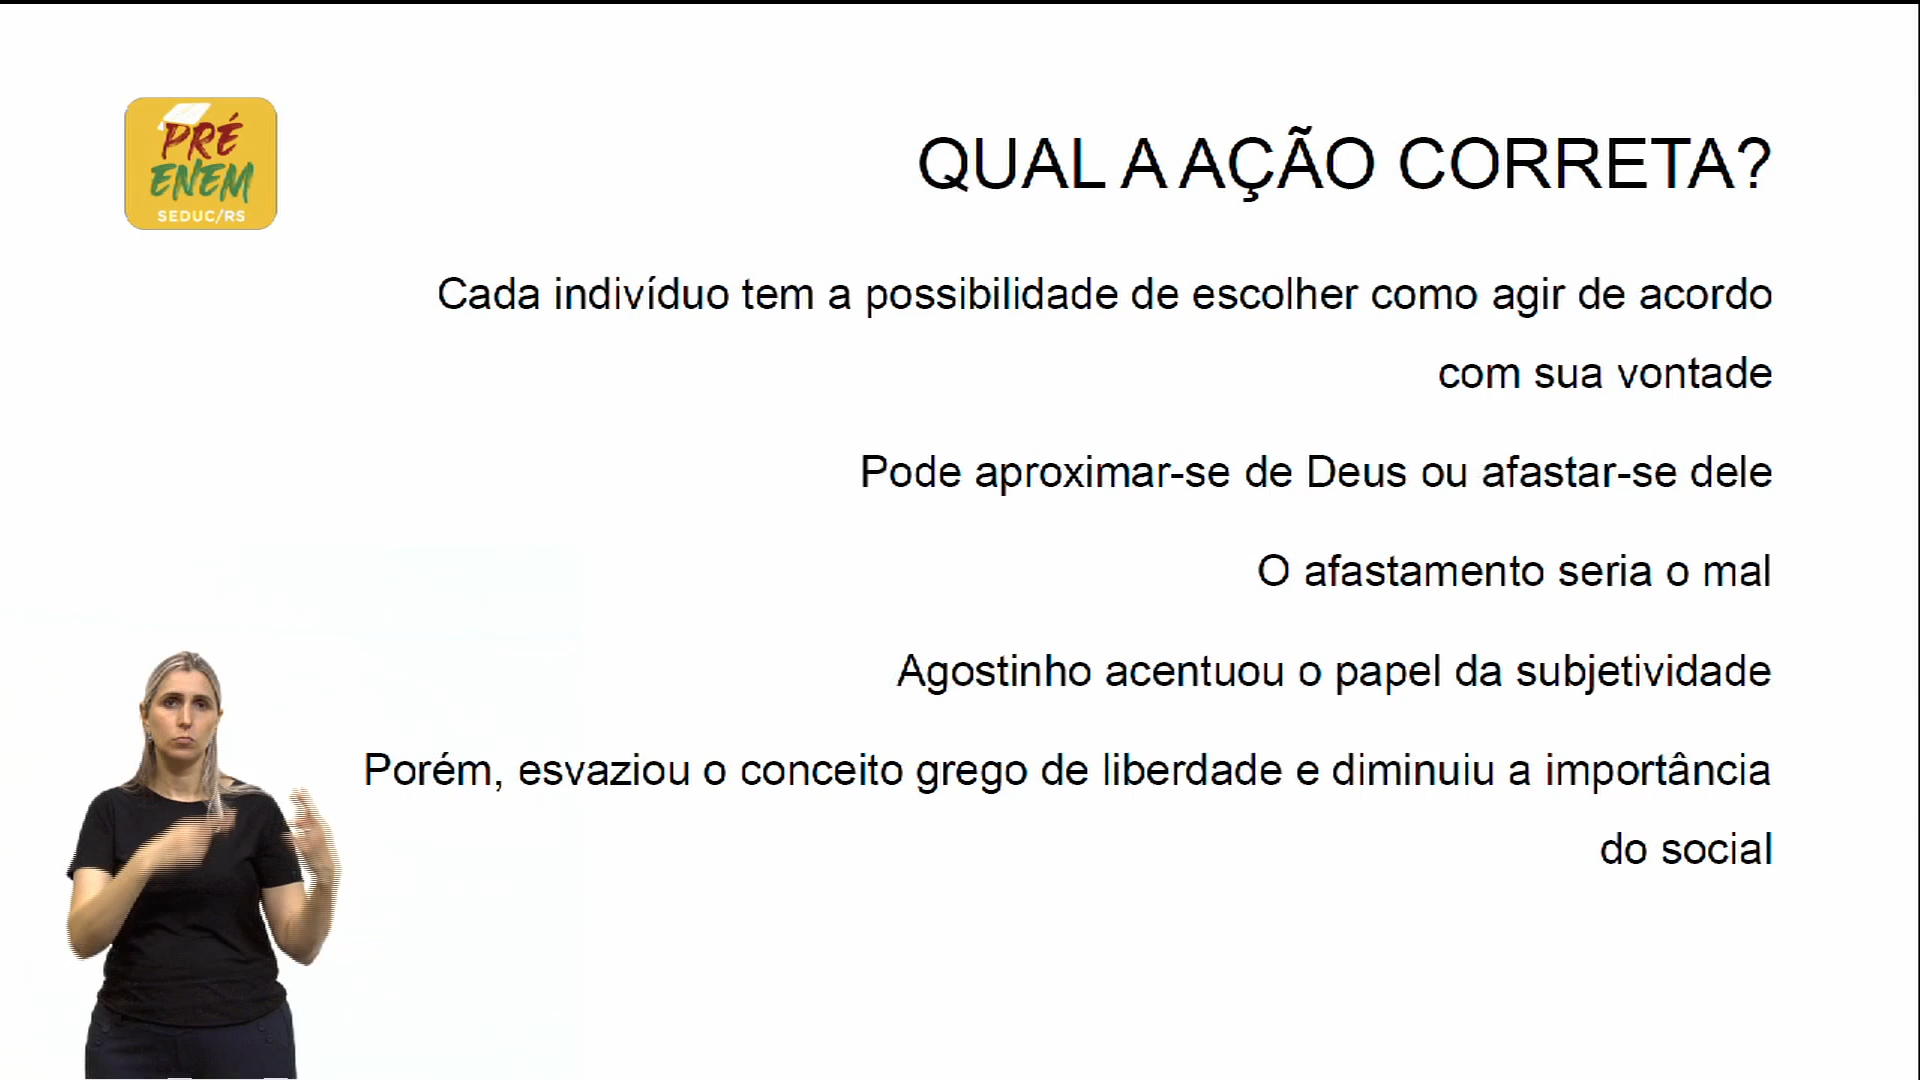 PRÉ
ENEM
SEDUC/RS
QUAL A AÇÃO CORRETA?
Cada indivíduo tem a possibilidade de escolher como agir de acordo
com sua vontade
Pode aproximar-se de Deus ou afastar-se dele
O afastamento seria o mal
Agostinho acentuou o papel da subjetividade
Porém, esvaziou o conceito grego de liberdade e diminuiu a importância
do social